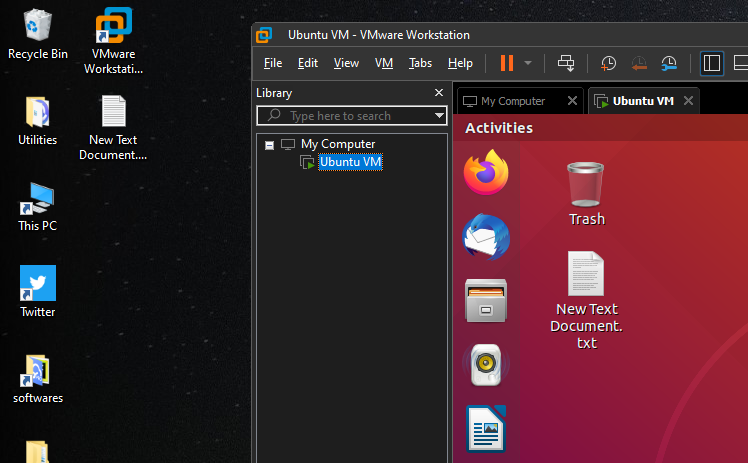 Ubuntu VM - VMware Workstation
File Edit View VM Tabs Help
Library
Type here to search
My Computer
Ubuntu VM
My Computer
Ubuntu VM
Activities
Trash
New Text
Document.
txt
Recycle Bin
VMware
Workstati...
Utilities
New Text
Document....
This PC
Twitter
softwares